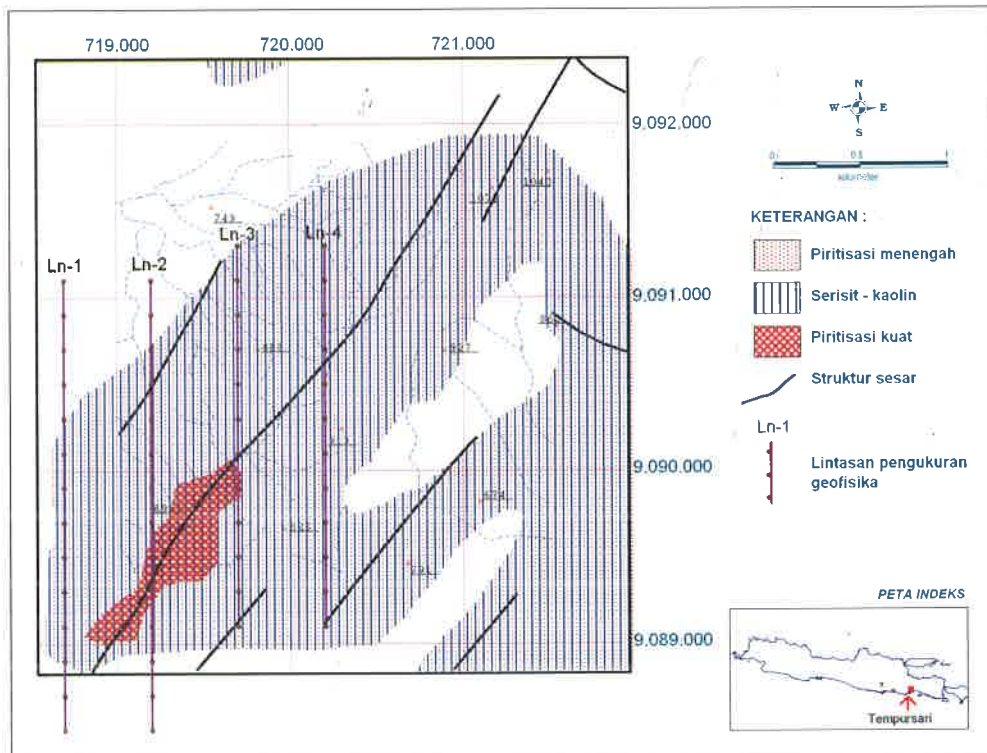 719.000 720.000 721.000
N
W E
S
9,092.000
kilometer
Ln-3 Ln-4
Ln-1 Ln-2
KETERANGAN :
Piritisasi menengah
9,091.000
Serisit - kaolin
Piritisasi kuat
Struktur sesar
Ln-1
9,090.000
Lintasan pengukuran
geofisika
PETA INDEKS
9,089.000
Tempursari